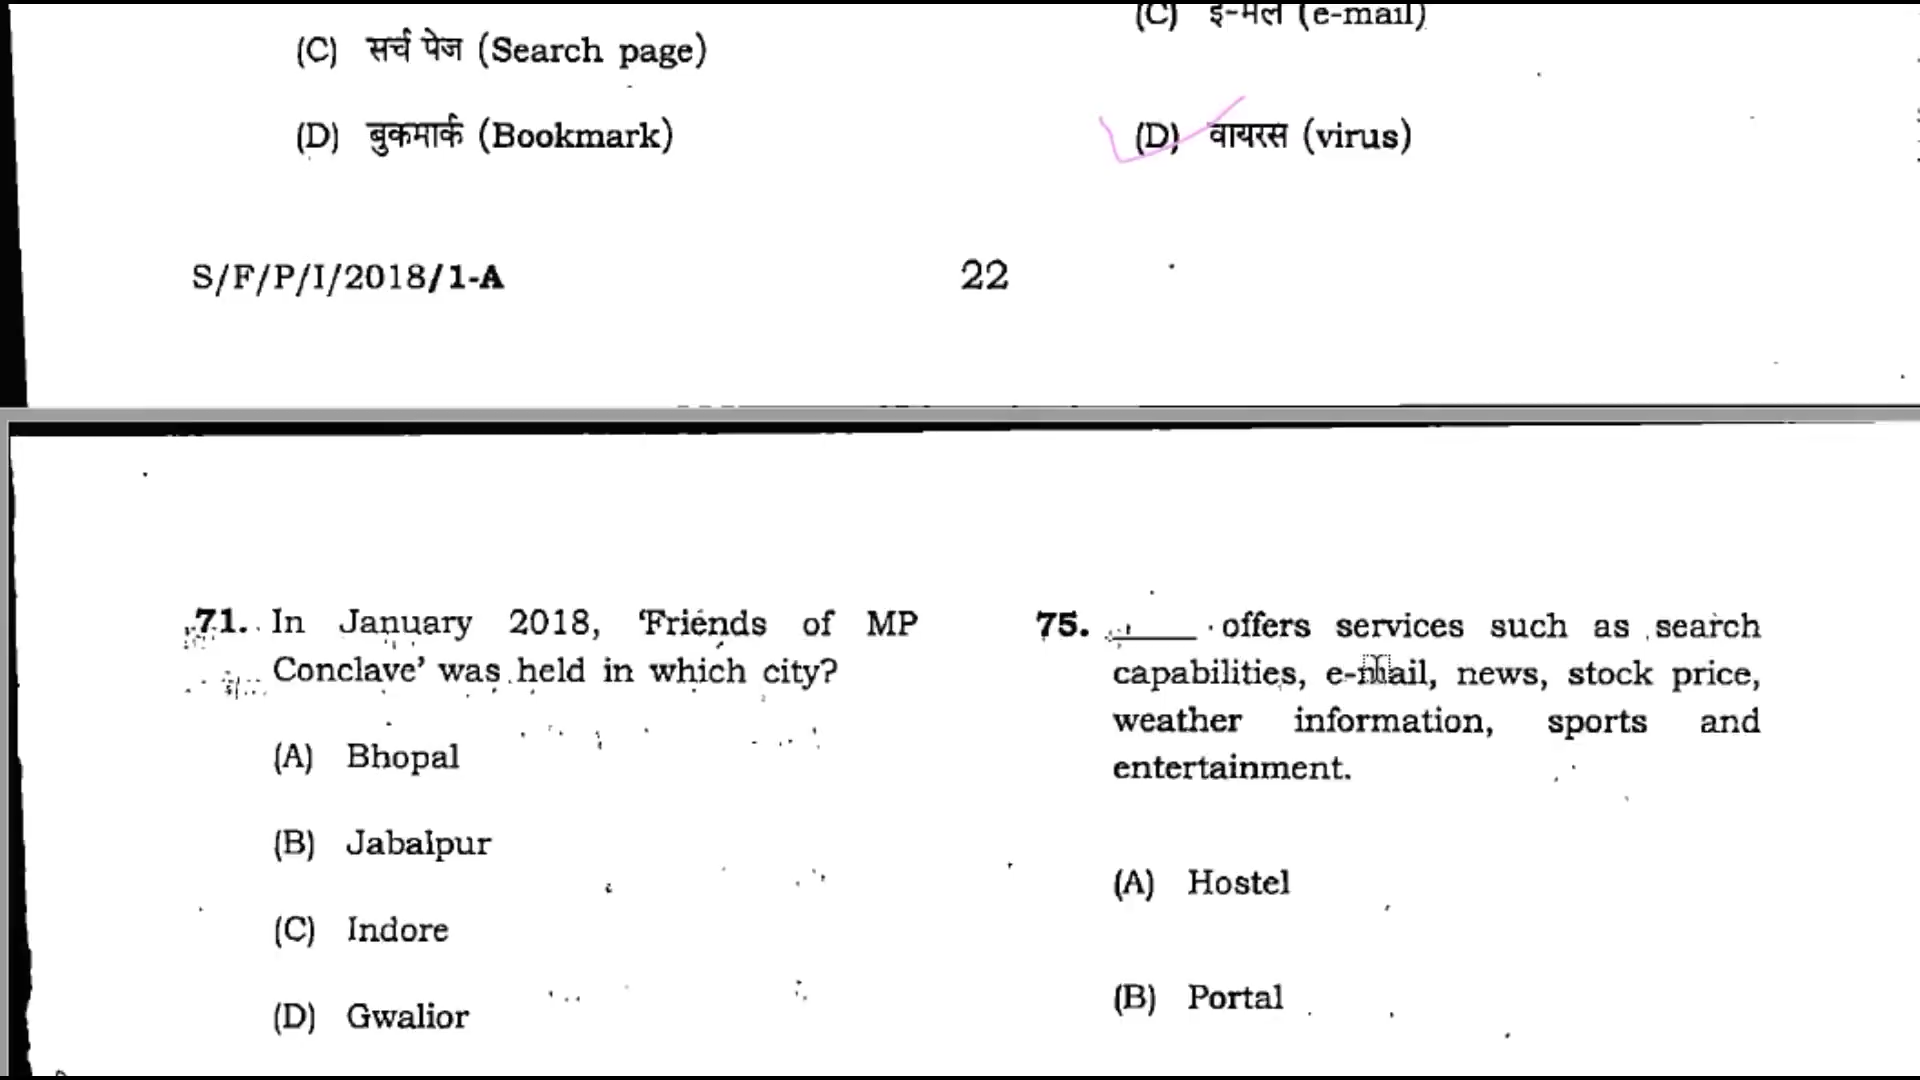 (C) सर्च पेज (Search page)
(D) बुकमार्क (Bookmark)
(C) इ-मेल (e-mail)
(D) वायरस (virus)
S/F/P/I/2018/1-A
22
71. In January 2018, ‘Friends of MP
Conclave’ was held in which city?
(A) Bhopal
(B) Jabalpur
(C) Indore
(D) Gwalior
75. ______ offers services such as search
capabilities, e-mail, news, stock price,
weather information, sports and
entertainment.
(A) Hostel
(B) Portal